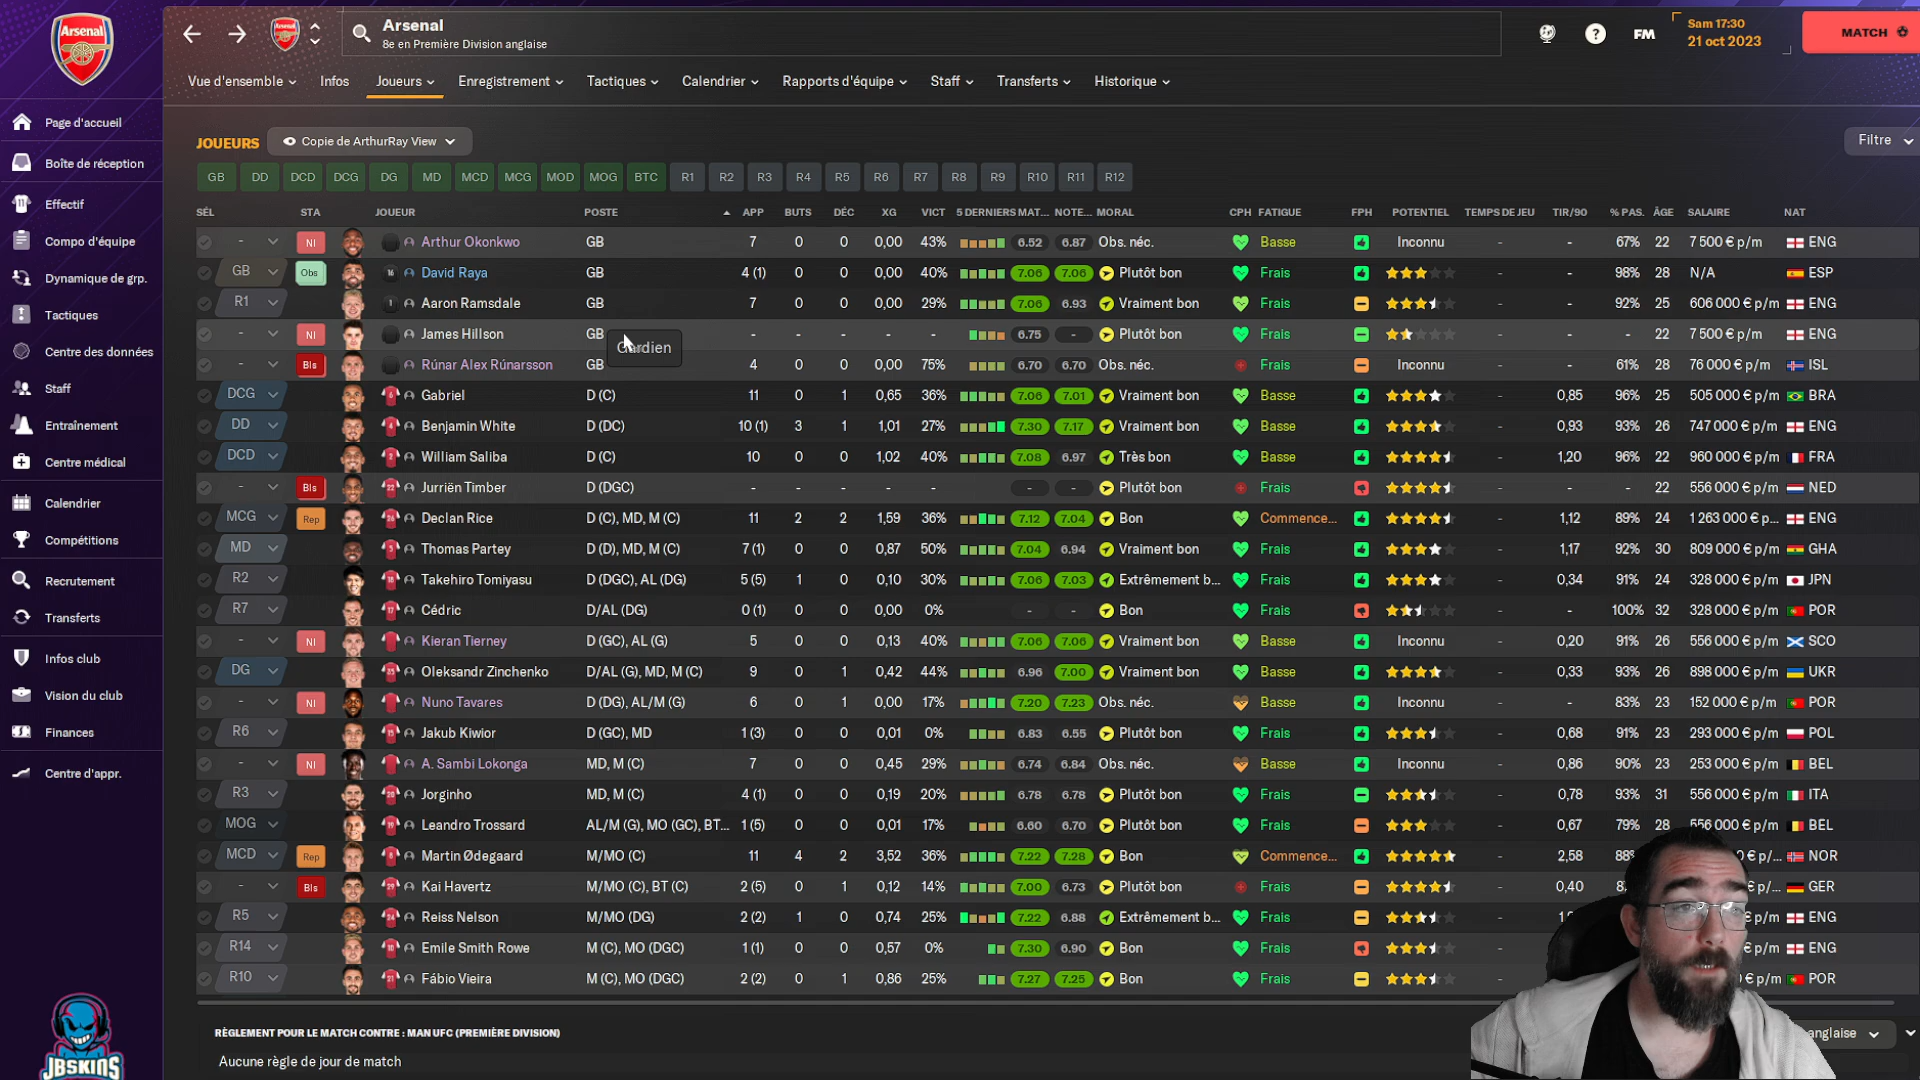 Arsenal
Arsenal
8e en Première Division anglaise
FM
Sam 17:30
21 oct 2023
MATCH
Vue d'ensemble Infos Joueurs Enregistrement Tactiques Calendrier Rapports d'équipe Staff Transferts Historique
Page d'accueil
Boîte de réception
Effectif
Compo d'équipe
Dynamique de grp.
Tactiques
Centre des données
Staff
Entraînement
Centre médical
Calendrier
Compétitions
Recrutement
Transferts
Infos club
Vision du club
Finances
Centre d'appr.
JBSKINS
JOUEURS Copie de ArthurRay View Filtre
GB DD DCD DCG DG MD MCD MCG MOD MOG BTC R1 R2 R3 R4 R5 R6 R7 R8 R9 R10 R11 R12
SÉL STA JOUEUR POSTE APP BUTS DÉC XG VICT 5 DERNIERS MAT... NOTE... MORAL CPH FATIGUE FPH POTENTIEL TEMPS DE JEU TIR/90 % PAS. ÂGE SALAIRE NAT
- NI Arthur Okonkwo GB 7 0 0 0,00 43% 6.52 6.87 Obs. néc. Basse Inconnu - - 67% 22 7 500 € p/m ENG
GB Obs 16 David Raya GB 4 (1) 0 0 0,00 40% 7.06 7.06 Plutôt bon Frais - - 98% 28 N/A ESP
R1 1 Aaron Ramsdale GB 7 0 0 0,00 29% 7.06 6.93 Vraiment bon Frais - - 92% 25 606 000 € p/m ENG
- NI James Hillson GB - - - - - 6.75 - Plutôt bon Frais - - - 22 7 500 € p/m ENG
Gardien
- Bls Rúnar Alex Rúnarsson GB 4 0 0 0,00 75% 6.70 6.70 Obs. néc. Frais Inconnu - - 61% 28 76 000 € p/m ISL
DCG Gabriel D (C) 11 0 1 0,65 36% 7.06 7.01 Vraiment bon Basse - 0,85 96% 25 505 000 € p/m BRA
DD Benjamin White D (DC) 10 (1) 3 1 1,01 27% 7.30 7.17 Vraiment bon Basse - 0,93 93% 26 747 000 € p/m ENG
DCD William Saliba D (C) 10 0 0 1,02 40% 7.08 6.97 Très bon Basse - 1,20 96% 22 960 000 € p/m FRA
- Bls Jurriën Timber D (DGC) - - - - - - - Plutôt bon Frais - - - 22 556 000 € p/m NED
MCG Rep Declan Rice D (C), MD, M (C) 11 2 2 1,59 36% 7.12 7.04 Bon Commence... - 1,12 89% 24 1 263 000 € p... ENG
MD Thomas Partey D (D), MD, M (C) 7 (1) 0 0 0,87 50% 7.04 6.94 Vraiment bon Frais - 1,17 92% 30 809 000 € p/m GHA
R2 Takehiro Tomiyasu D (DGC), AL (DG) 5 (5) 1 0 0,10 30% 7.06 7.03 Extrêmement b... Frais - 0,34 91% 24 328 000 € p/m JPN
R7 Cédric D/AL (DG) 0 (1) 0 0 0,00 0% - - Bon Frais - - 100% 32 328 000 € p/m POR
- NI Kieran Tierney D (GC), AL (G) 5 0 0 0,13 40% 7.06 7.06 Vraiment bon Basse Inconnu - 0,20 91% 26 556 000 € p/m SCO
DG Oleksandr Zinchenko D/AL (G), MD, M (C) 9 0 1 0,42 44% 6.96 7.00 Vraiment bon Basse - 0,33 93% 26 898 000 € p/m UKR
- NI Nuno Tavares D (DG), AL/M (G) 6 0 1 0,00 17% 7.20 7.23 Obs. néc. Basse Inconnu - - 83% 23 152 000 € p/m POR
R6 Jakub Kiwior D (GC), MD 1 (3) 0 0 0,01 0% 6.83 6.55 Plutôt bon Frais - 0,68 91% 23 293 000 € p/m POL
- NI A. Sambi Lokonga MD, M (C) 7 0 0 0,45 29% 6.74 6.84 Obs. néc. Basse Inconnu - 0,86 90% 23 253 000 € p/m BEL
R3 Jorginho MD, M (C) 4 (1) 0 0 0,19 20% 6.78 6.78 Plutôt bon Frais - 0,78 93% 31 556 000 € p/m ITA
MOG Leandro Trossard AL/M (G), MO (GC), BT... 1 (5) 0 0 0,01 17% 6.60 6.70 Plutôt bon Frais - 0,67 79% 28 556 000 € p/m BEL
MCD Rep Martin Ødegaard M/MO (C) 11 4 2 3,52 36% 7.22 7.28 Bon Commence... - 2,58 NOR
- Bls Kai Havertz M/MO (C), BT (C) 2 (5) 0 1 0,12 14% 7.00 6.73 Plutôt bon Frais - 0,40 € p/m GER
R5 Reiss Nelson M/MO (DG) 2 (2) 1 0 0,74 25% 7.22 6.88 Extrêmement b... Frais - € p/m ENG
R14 Emile Smith Rowe M (C), MO (DGC) 1 (1) 0 0 0,57 0% 7.30 6.90 Bon Frais - € p/m ENG
R10 Fábio Vieira M (C), MO (DGC) 2 (2) 0 1 0,86 25% 7.27 7.25 Bon Frais - € p/m POR
RÈGLEMENT POUR LE MATCH CONTRE : MAN UFC (PREMIÈRE DIVISION)
anglaise
Aucune règle de jour de match